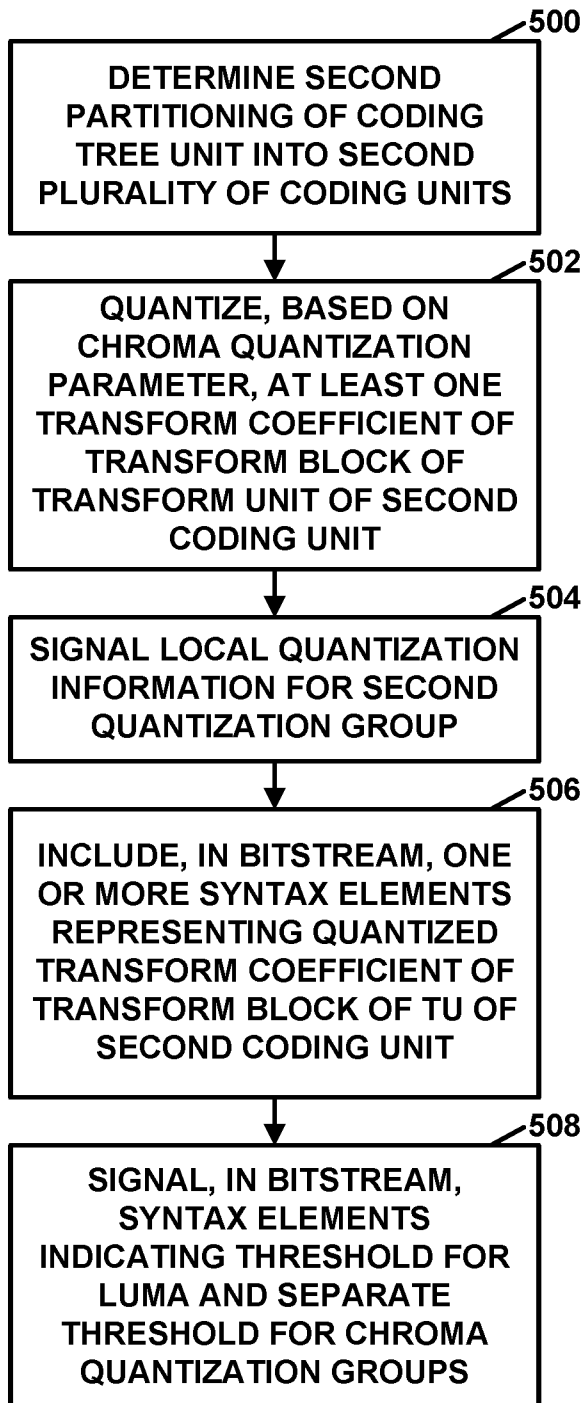 500
DETERMINE SECOND
PARTITIONING OF CODING
TREE UNIT INTO SECOND
PLURALITY OF CODING UNITS
502
QUANTIZE, BASED ON
CHROMA QUANTIZATION
PARAMETER, AT LEAST ONE
TRANSFORM COEFFICIENT OF
TRANSFORM BLOCK OF
TRANSFORM UNIT OF SECOND
CODING UNIT
504
SIGNAL LOCAL QUANTIZATION
INFORMATION FOR SECOND
QUANTIZATION GROUP
506
INCLUDE, IN BITSTREAM, ONE
OR MORE SYNTAX ELEMENTS
REPRESENTING QUANTIZED
TRANSFORM COEFFICIENT OF
TRANSFORM BLOCK OF TU OF
SECOND CODING UNIT
508
SIGNAL, IN BITSTREAM,
SYNTAX ELEMENTS
INDICATING THRESHOLD FOR
LUMA AND SEPARATE
THRESHOLD FOR CHROMA
QUANTIZATION GROUPS